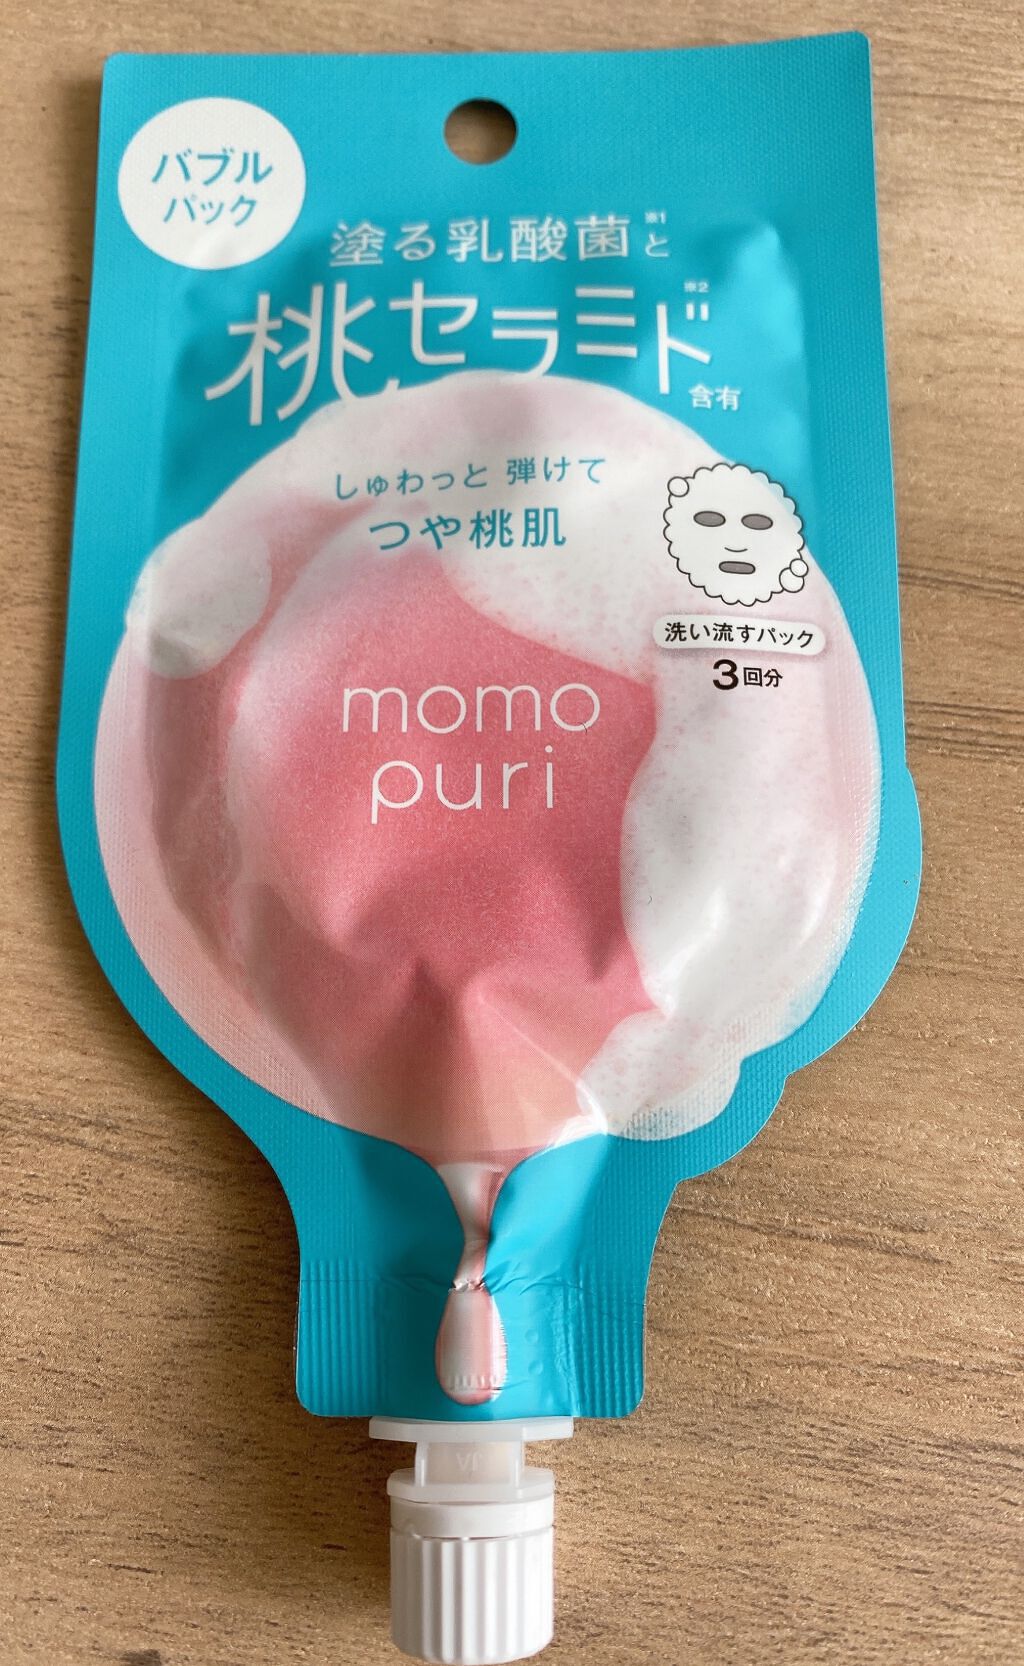 バブル
パック
塗る乳酸菌※1と
桃セラミド※2
含有
しゅわっと 弾けて
つや桃肌
洗い流すパック
3回分
momo
puri